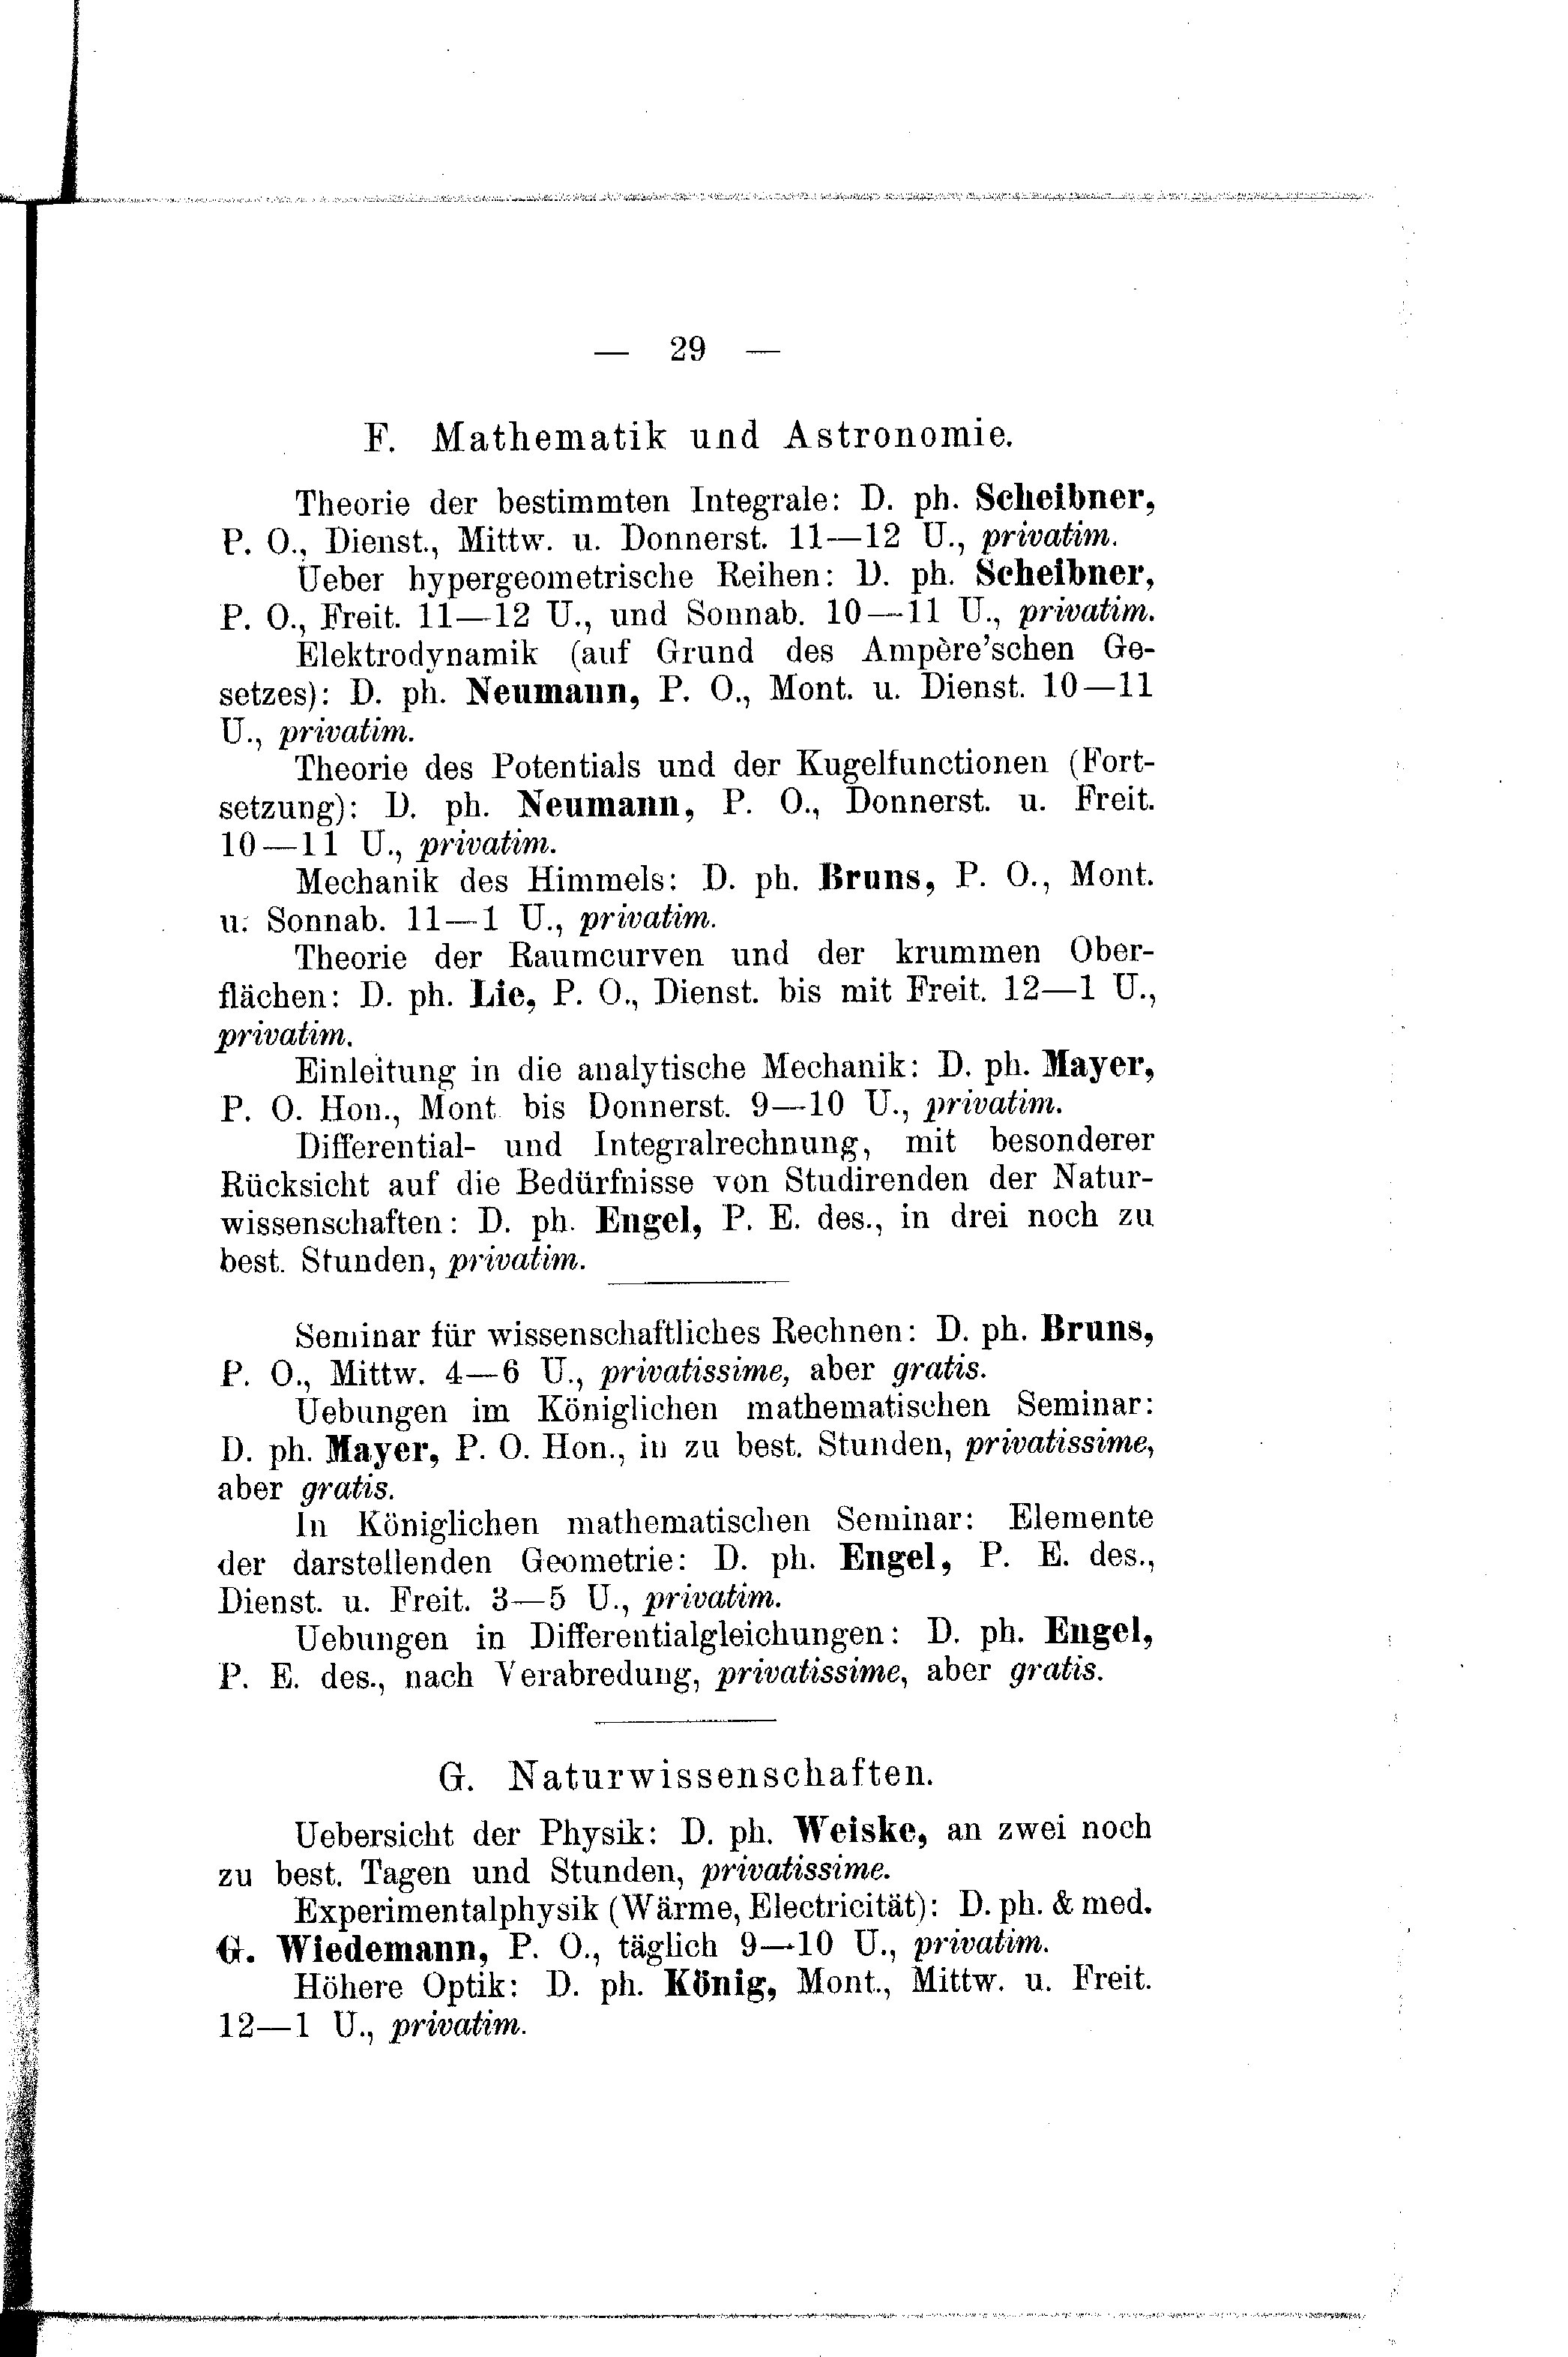 — 29 —
F. Mathematik und Astronomie.
Theorie der bestimmten Integrale: D. ph. Scheibner,
P. O., Dienst., Mittw. u. Donnerst. 11—12 U., privatim.
Ueber hypergeometrische Reihen: D. ph. Scheibner,
P. O., Freit. 11—12 U., und Sonnab. 10—11 U., privatim.
Elektrodynamik (auf Grund des Ampère'schen Ge-
setzes): D. ph. Neumann, P. O., Mont. u. Dienst. 10—11
U., privatim.
Theorie des Potentials und der Kugelfunctionen (Fort-
setzung): D. ph. Neumann, P. O., Donnerst. u. Freit.
10—11 U., privatim.
Mechanik des Himmels: D. ph. Bruns, P. O., Mont.
u. Sonnab. 11—1 U., privatim.
Theorie der Raumcurven und der krummen Ober-
flächen: D. ph. Lie, P. O., Dienst. bis mit Freit. 12—1 U.,
privatim.
Einleitung in die analytische Mechanik: D. ph. Mayer,
P. O. Hon., Mont bis Donnerst. 9—10 U., privatim.
Differential- und Integralrechnung, mit besonderer
Rücksicht auf die Bedürfnisse von Studirenden der Natur-
wissenschaften: D. ph. Engel, P. E. des., in drei noch zu
best. Stunden, privatim.
Seminar für wissenschaftliches Rechnen: D. ph. Bruns,
P. O., Mittw. 4—6 U., privatissime, aber gratis.
Uebungen im Königlichen mathematischen Seminar:
D. ph. Mayer, P. O. Hon., in zu best. Stunden, privatissime,
aber gratis.
In Königlichen mathematischen Seminar: Elemente
der darstellenden Geometrie: D. ph. Engel, P. E. des.,
Dienst. u. Freit. 3—5 U., privatim.
Uebungen in Differentialgleichungen: D. ph. Engel,
P. E. des., nach Verabredung, privatissime, aber gratis.
G. Naturwissenschaften.
Uebersicht der Physik: D. ph. Weiske, an zwei noch
zu best. Tagen und Stunden, privatissime.
Experimentalphysik (Wärme, Electricität): D. ph. & med.
G. Wiedemann, P. O., täglich 9—10 U., privatim.
Höhere Optik: D. ph. König, Mont., Mittw. u. Freit.
12—1 U., privatim.